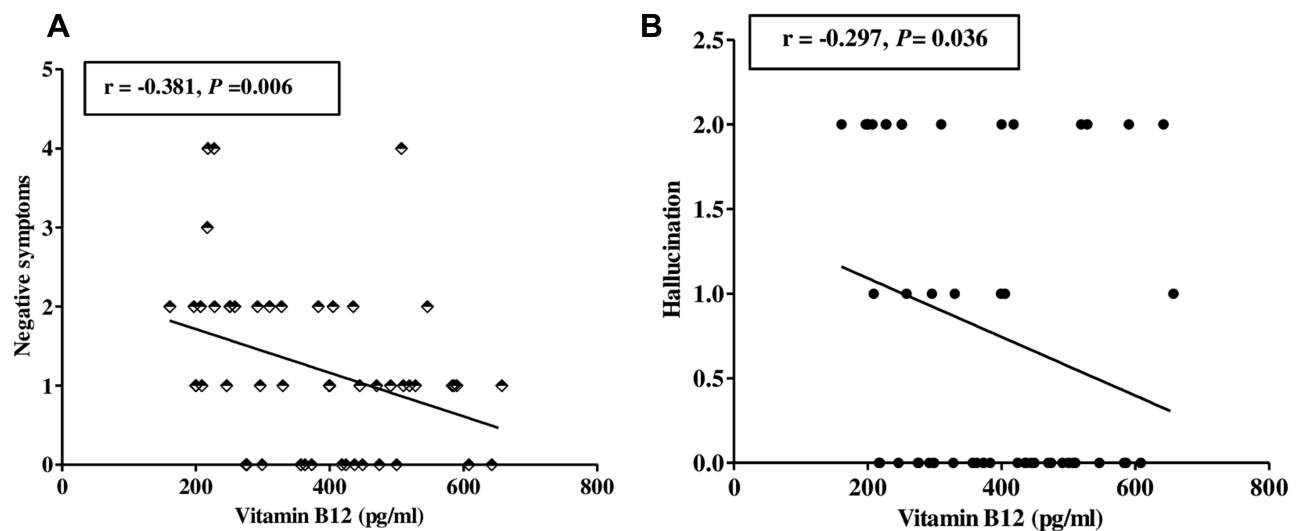 A
r = -0.381, P =0.006
5
4
3
2
1
0
Negative symptoms
0 200 400 600 800
Vitamin B12 (pg/ml)
B
r = -0.297, P= 0.036
2.5
2.0
1.5
1.0
0.5
0.0
Hallucination
0 200 400 600 800
Vitamin B12 (pg/ml)